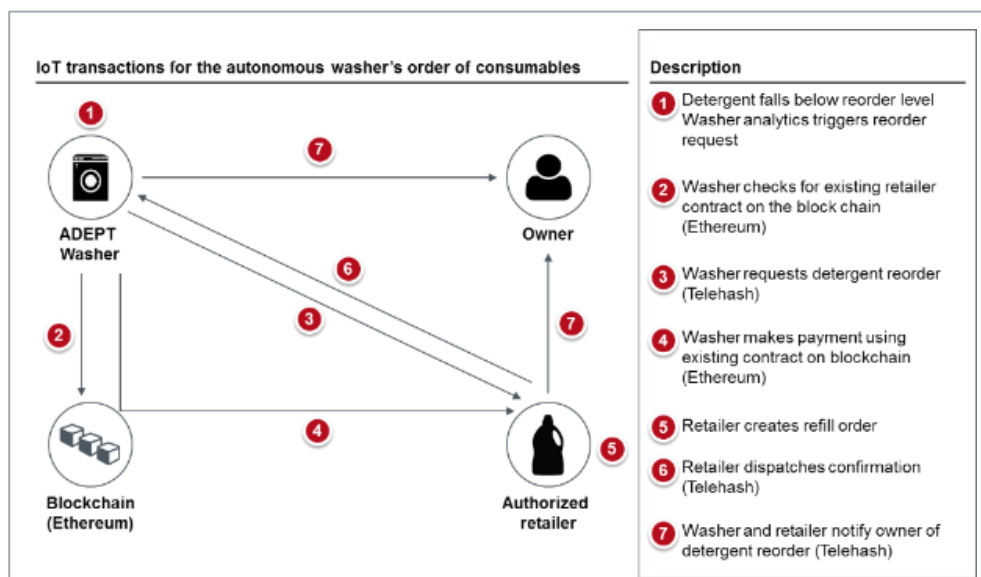 IoT transactions for the autonomous washer's order of consumables
1
7
ADEPT
Washer
Owner
6
3
2
7
4
5
Blockchain
(Ethereum)
Authorized
retailer
Description
1 Detergent falls below reorder level
Washer analytics triggers reorder
request
2 Washer checks for existing retailer
contract on the block chain
(Ethereum)
3 Washer requests detergent reorder
(Telehash)
4 Washer makes payment using
existing contract on blockchain
(Ethereum)
5 Retailer creates refill order
6 Retailer dispatches confirmation
(Telehash)
7 Washer and retailer notify owner of
detergent reorder (Telehash)